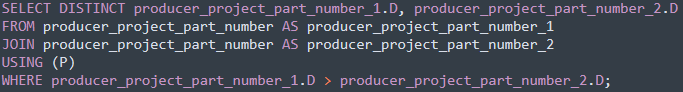 SELECT DISTINCT producer_project_part_number_1.D, producer_project_part_number_2.D
FROM producer_project_part_number AS producer_project_part_number_1
JOIN producer_project_part_number AS producer_project_part_number_2
USING (P)
WHERE producer_project_part_number_1.D > producer_project_part_number_2.D;